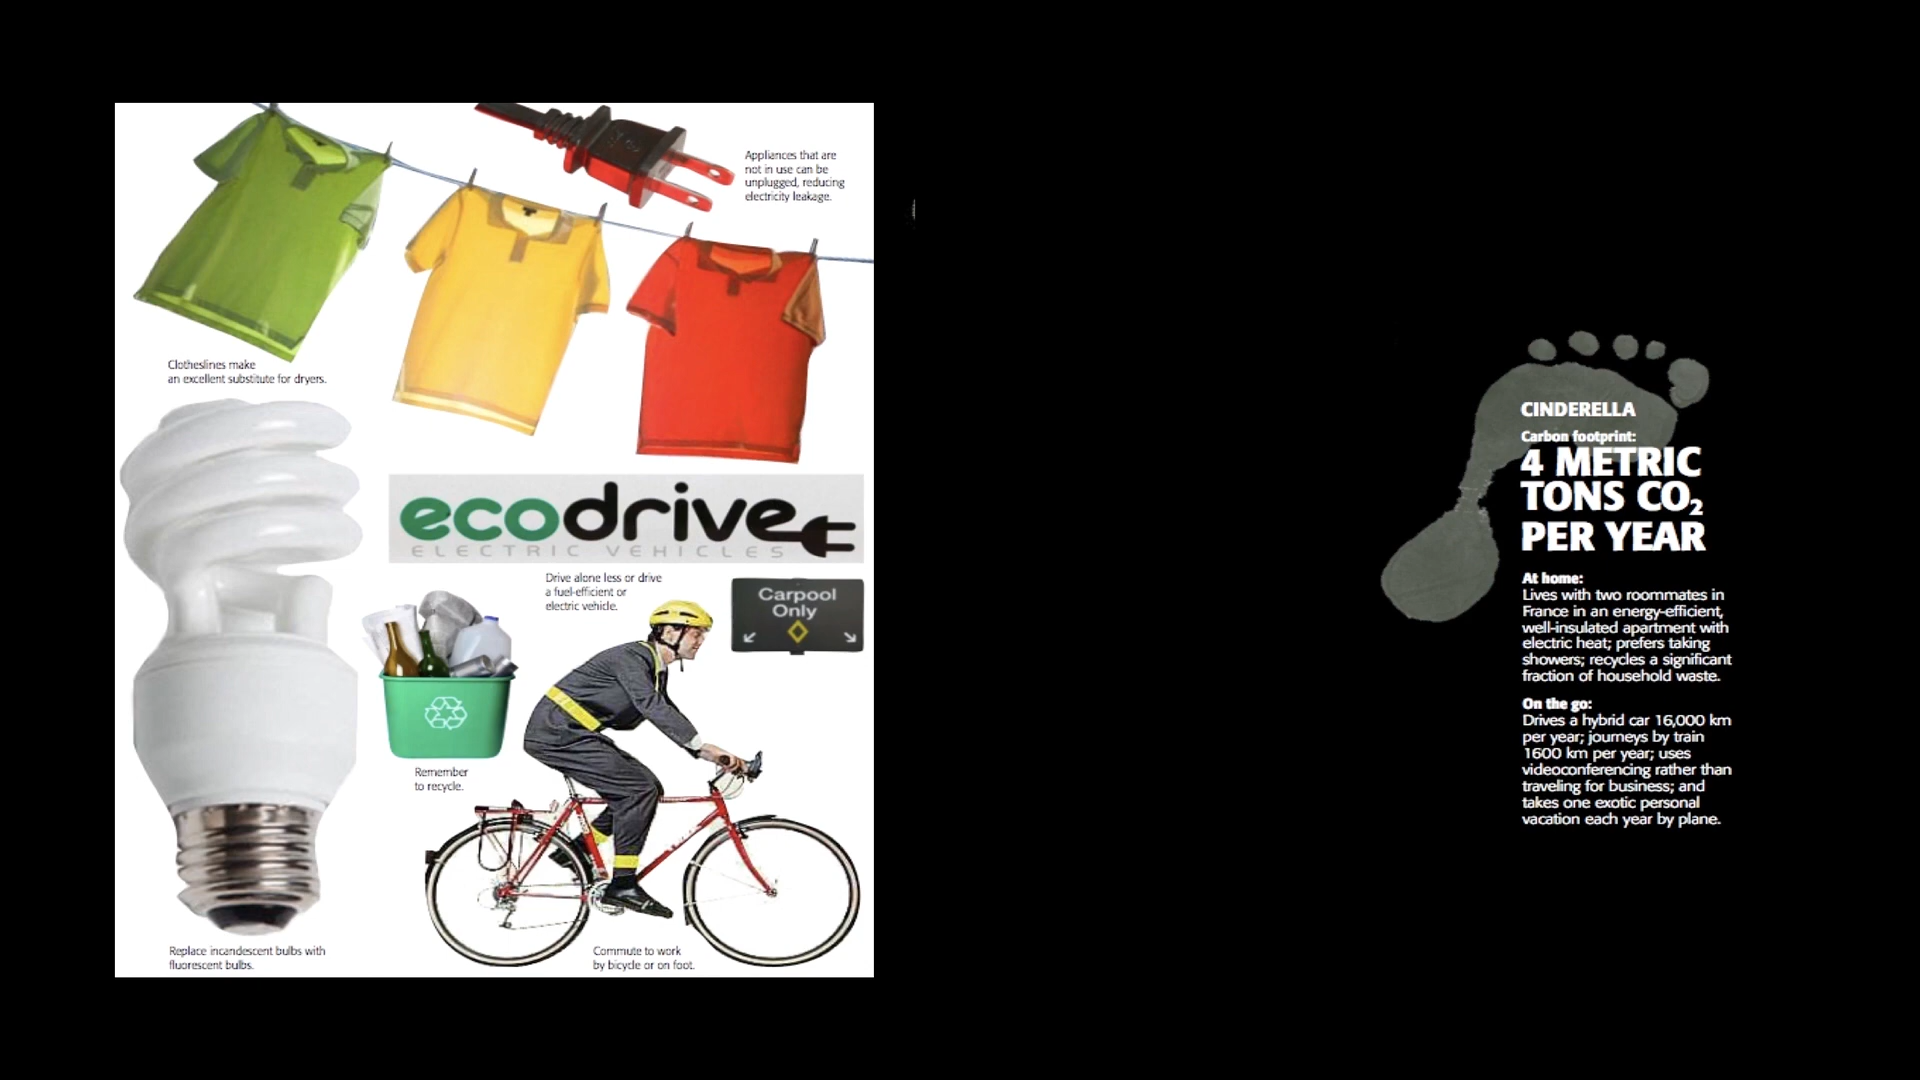 Appliances that are
not in use can be
unplugged, reducing
electricity leakage.
Clotheslines make
an excellent substitute for dryers.
ecodrive
ELECTRIC VEHICLES
Drive alone less or drive
a fuel-efficient or
electric vehicle.
Carpool
Only
Remember
to recycle.
Replace incandescent bulbs with
fluorescent bulbs.
Commute to work
by bicycle or on foot.
CINDERELLA
Carbon footprint:
4 METRIC
TONS CO₂
PER YEAR
At home:
Lives with two roommates in
France in an energy-efficient,
well-insulated apartment with
electric heat; prefers taking
showers; recycles a significant
fraction of household waste.
On the go:
Drives a hybrid car 16,000 km
per year; journeys by train
1600 km per year; uses
videoconferencing rather than
traveling for business; and
takes one exotic personal
vacation each year by plane.